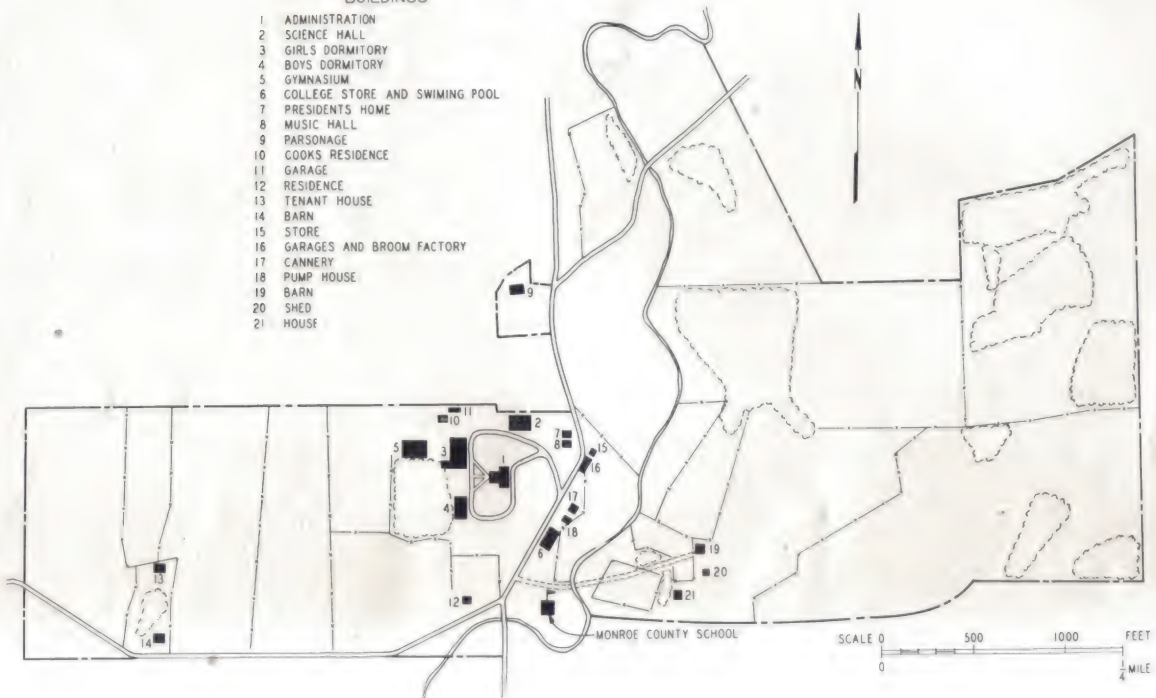 BUILDINGS
1 ADMINISTRATION
2 SCIENCE HALL
3 GIRLS DORMITORY
4 BOYS DORMITORY
5 GYMNASIUM
6 COLLEGE STORE AND SWIMING POOL
7 PRESIDENTS HOME
8 MUSIC HALL
9 PARSONAGE
10 COOKS RESIDENCE
11 GARAGE
12 RESIDENCE
13 TENANT HOUSE
14 BARN
15 STORE
16 GARAGES AND BROOM FACTORY
17 CANNERY
18 PUMP HOUSE
19 BARN
20 SHED
21 HOUSE
N
9
11
10
2
5
3
7
8
1
15
16
4
17
18
6
19
20
13
12
21
14
MONROE COUNTY SCHOOL
SCALE 0 500 1000 FEET
0 1/4 MILE